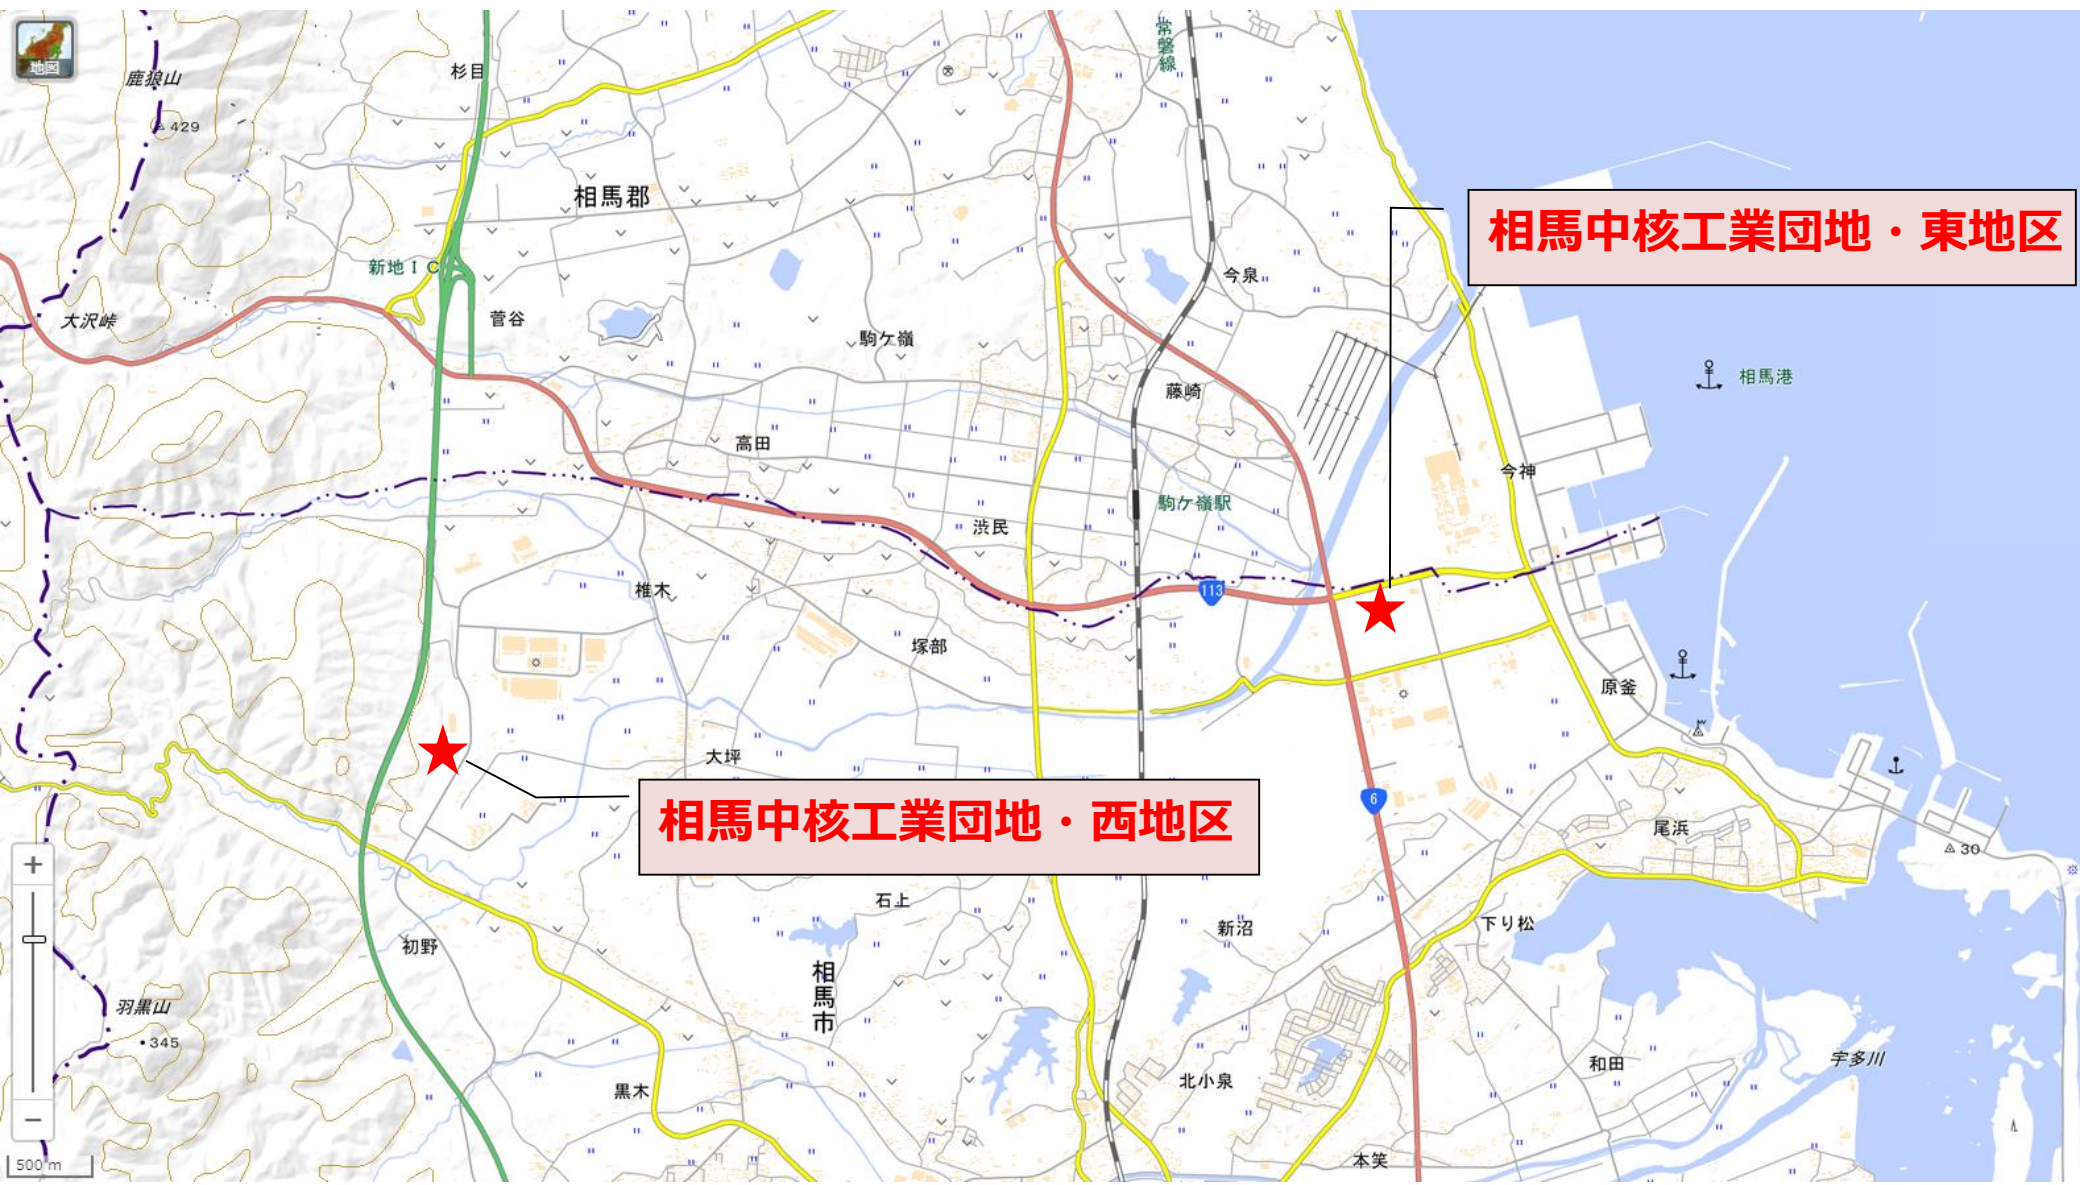 常磐線
地図
鹿狼山
杉目
429
相馬郡
相馬中核工業団地・東地区
新地IC
今泉
大沢峠
菅谷
駒ケ嶺
相馬港
藤崎
高田
今神
駒ケ嶺駅
渋民
椎木
113
塚部
原釜
大坪
6
相馬中核工業団地・西地区
尾浜
30
+
石上
下り松
新沼
初野
相馬市
羽黒山
345
宇多川
和田
北小泉
黒木
−
本笑
500 m